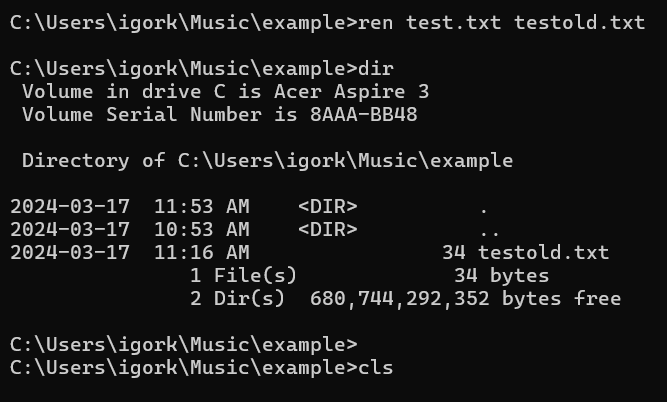 C:\Users\igork\Music\example>ren test.txt testold.txt
C:\Users\igork\Music\example>dir
 Volume in drive C is Acer Aspire 3
 Volume Serial Number is 8AAA-BB48
 Directory of C:\Users\igork\Music\example
2024-03-17  11:53 AM    <DIR>          .
2024-03-17  10:53 AM    <DIR>          ..
2024-03-17  11:16 AM                34 testold.txt
               1 File(s)             34 bytes
               2 Dir(s)  680,744,292,352 bytes free
C:\Users\igork\Music\example>
C:\Users\igork\Music\example>cls